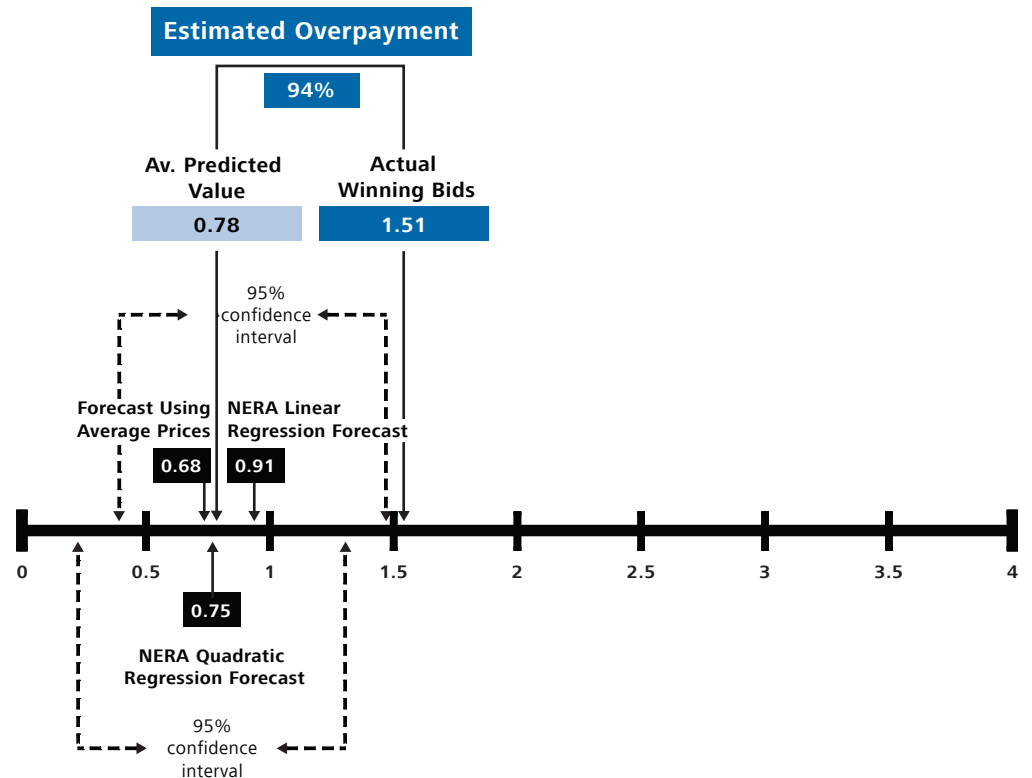 Estimated Overpayment
94%
Av. Predicted
Value
0.78
Actual
Winning Bids
1.51
95%
confidence
interval
Forecast Using
Average Prices
0.68
NERA Linear
Regression Forecast
0.91
0
0.5
1
1.5
2
2.5
3
3.5
4
0.75
NERA Quadratic
Regression Forecast
95%
confidence
interval